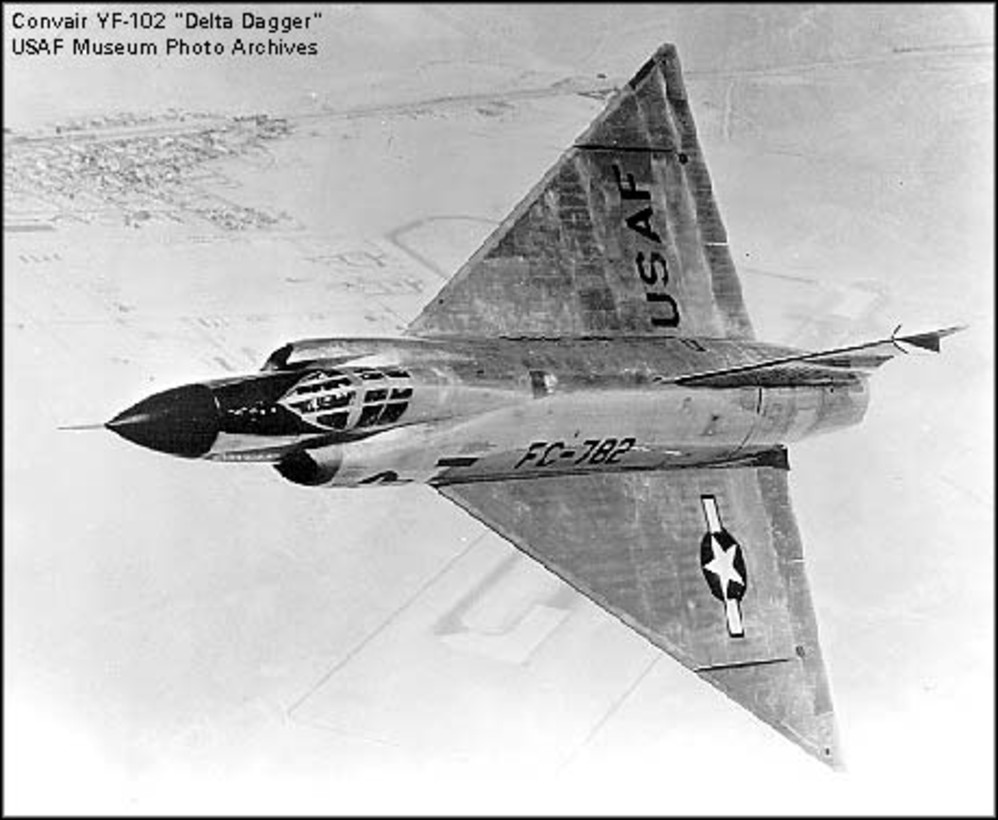 Convair YF-102 "Delta Dagger"
USAF Museum Photo Archives
USAF
FC-782